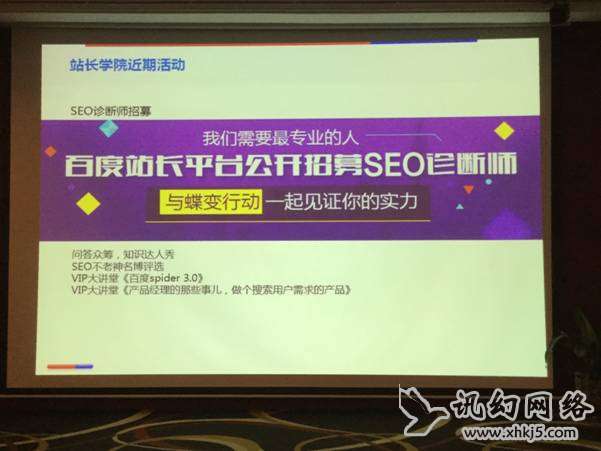 站长学院近期活动
SEO诊断师招募
我们需要最专业的人
百度站长平台公开招募SEO诊断师
与蝶变行动 一起见证你的实力
问答众筹，知识达人秀
SEO不老神名博评选
VIP大讲堂《百度spider 3.0》
VIP大讲堂《产品经理的那些事儿，做个搜索用户需求的产品》
讯幻网络
www.xhkj5.com